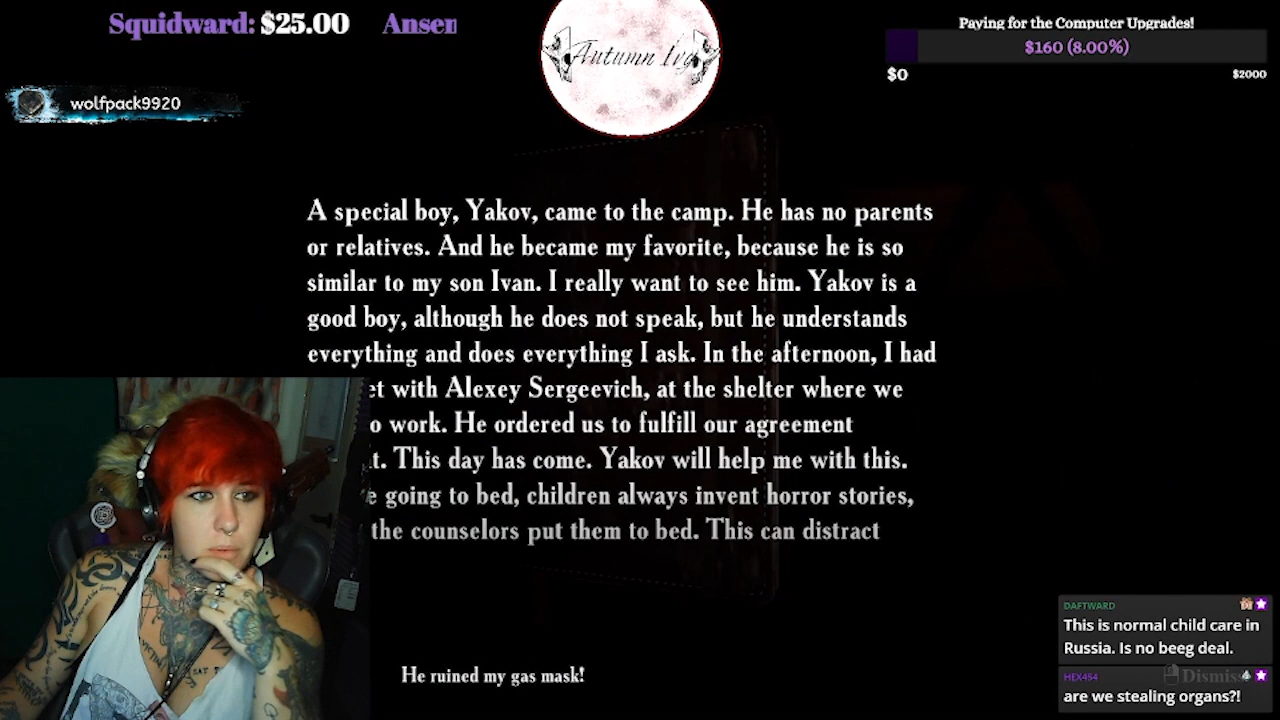 Squidward: $25.00 Ansen
Autumn Ivy
Paying for the Computer Upgrades!
$160 (8.00%)
$0
$2000
wolfpack9920
A special boy, Yakov, came to the camp. He has no parents
or relatives. And he became my favorite, because he is so
similar to my son Ivan. I really want to see him. Yakov is a
good boy, although he does not speak, but he understands
everything and does everything I ask. In the afternoon, I had
with Alexey Sergeevich, at the shelter where we
work. He ordered us to fulfill our agreement
This day has come. Yakov will help me with this.
going to bed, children always invent horror stories,
the counselors put them to bed. This can distract
He ruined my gas mask!
DAFTWARD
This is normal child care in
Russia. Is no beeg deal.
HEX454
Dismiss
are we stealing organs?!